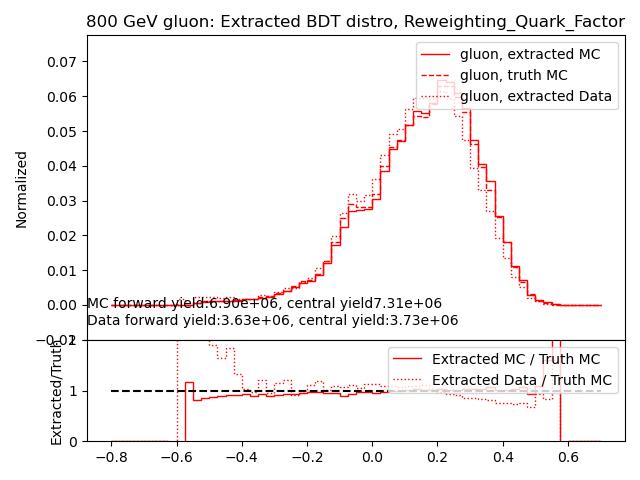 800 GeV gluon: Extracted BDT distro, Reweighting_Quark_Factor
gluon, extracted MC
gluon, truth MC
gluon, extracted Data
0.07
0.06
0.05
0.04
0.03
0.02
0.01
0.00
−0.01
Normalized
MC forward yield:6.90e+06, central yield7.31e+06
Data forward yield:3.63e+06, central yield:3.73e+06
Extracted MC / Truth MC
Extracted Data / Truth MC
2
1
0
Extracted/Truth
−0.8 −0.6 −0.4 −0.2 0.0 0.2 0.4 0.6